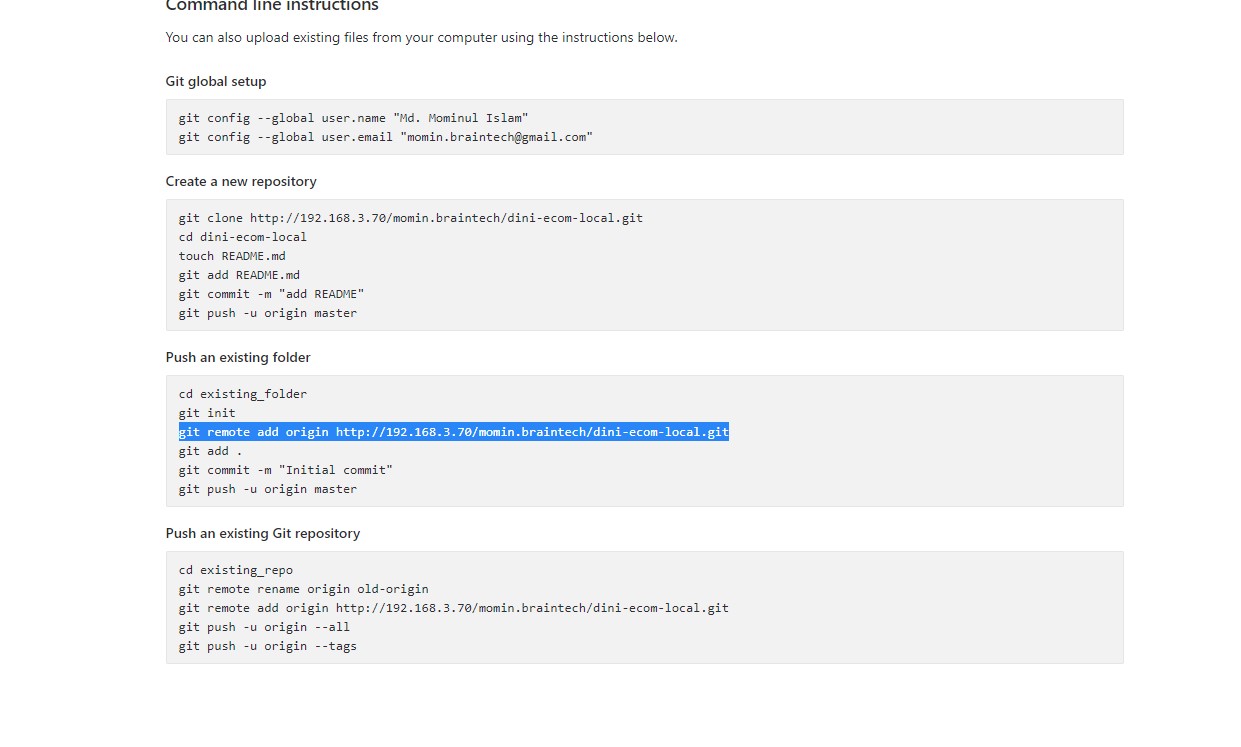 Command line instructions
You can also upload existing files from your computer using the instructions below.
Git global setup
git config --global user.name "Md. Mominul Islam"
git config --global user.email "momin.braintech@gmail.com"
Create a new repository
git clone http://192.168.3.70/momin.braintech/dini-ecom-local.git
cd dini-ecom-local
touch README.md
git add README.md
git commit -m "add README"
git push -u origin master
Push an existing folder
cd existing_folder
git init
git remote add origin http://192.168.3.70/momin.braintech/dini-ecom-local.git
git add .
git commit -m "Initial commit"
git push -u origin master
Push an existing Git repository
cd existing_repo
git remote rename origin old-origin
git remote add origin http://192.168.3.70/momin.braintech/dini-ecom-local.git
git push -u origin --all
git push -u origin --tags